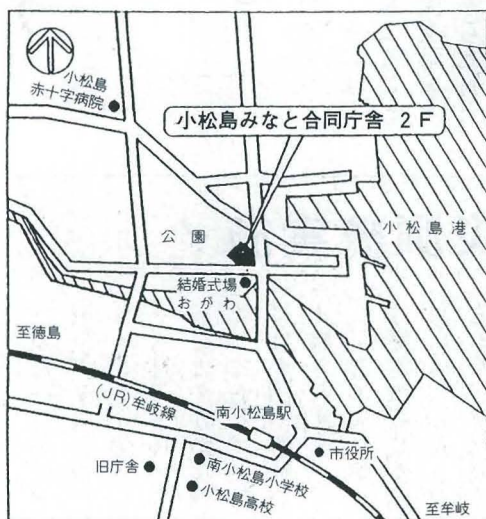 小松島
赤十字病院
小松島みなと合同庁舎 2F
公園
小松島港
結婚式場
おがわ
至徳島
(JR)牟岐線
南小松島駅
市役所
旧庁舎
南小松島小学校
小松島高校
至牟岐